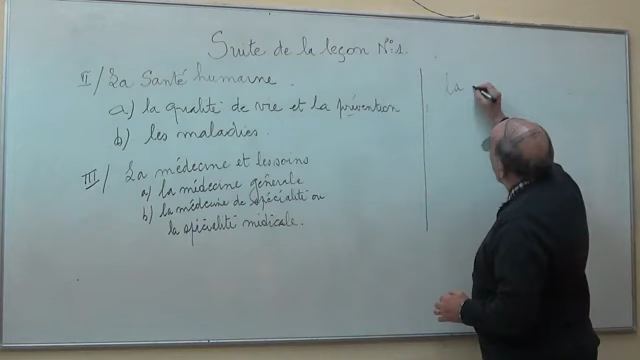 Suite de la leçon N°:1.
II/ La Santé humaine.
a) la qualité de vie et la prévention
b) les maladies.
III/ La médecine et les soins
a) la médecine générale
b) la médecine de spécialité ou
la spécialité médicale.
La